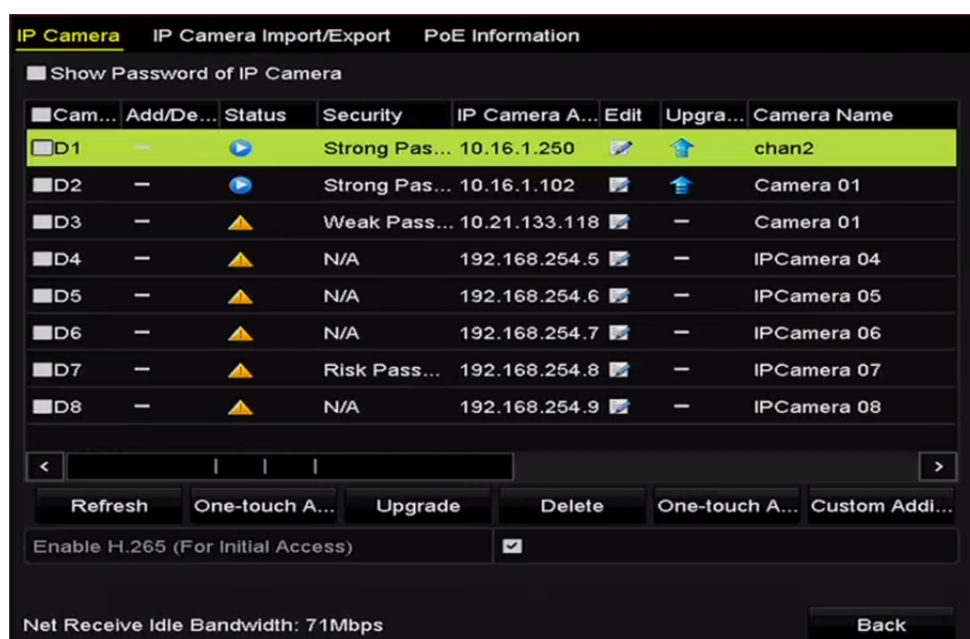 IP Camera IP Camera Import/Export PoE Information
Show Password of IP Camera
Cam... Add/De... Status Security IP Camera A... Edit Upgra... Camera Name
D1 – Strong Pas... 10.16.1.250 chan2
D2 – Strong Pas... 10.16.1.102 Camera 01
D3 – Weak Pass... 10.21.133.118 – Camera 01
D4 – N/A 192.168.254.5 – IPCamera 04
D5 – N/A 192.168.254.6 – IPCamera 05
D6 – N/A 192.168.254.7 – IPCamera 06
D7 – Risk Pass... 192.168.254.8 – IPCamera 07
D8 – N/A 192.168.254.9 – IPCamera 08
< >
Refresh One-touch A... Upgrade Delete One-touch A... Custom Addi...
Enable H.265 (For Initial Access)
Net Receive Idle Bandwidth: 71Mbps Back